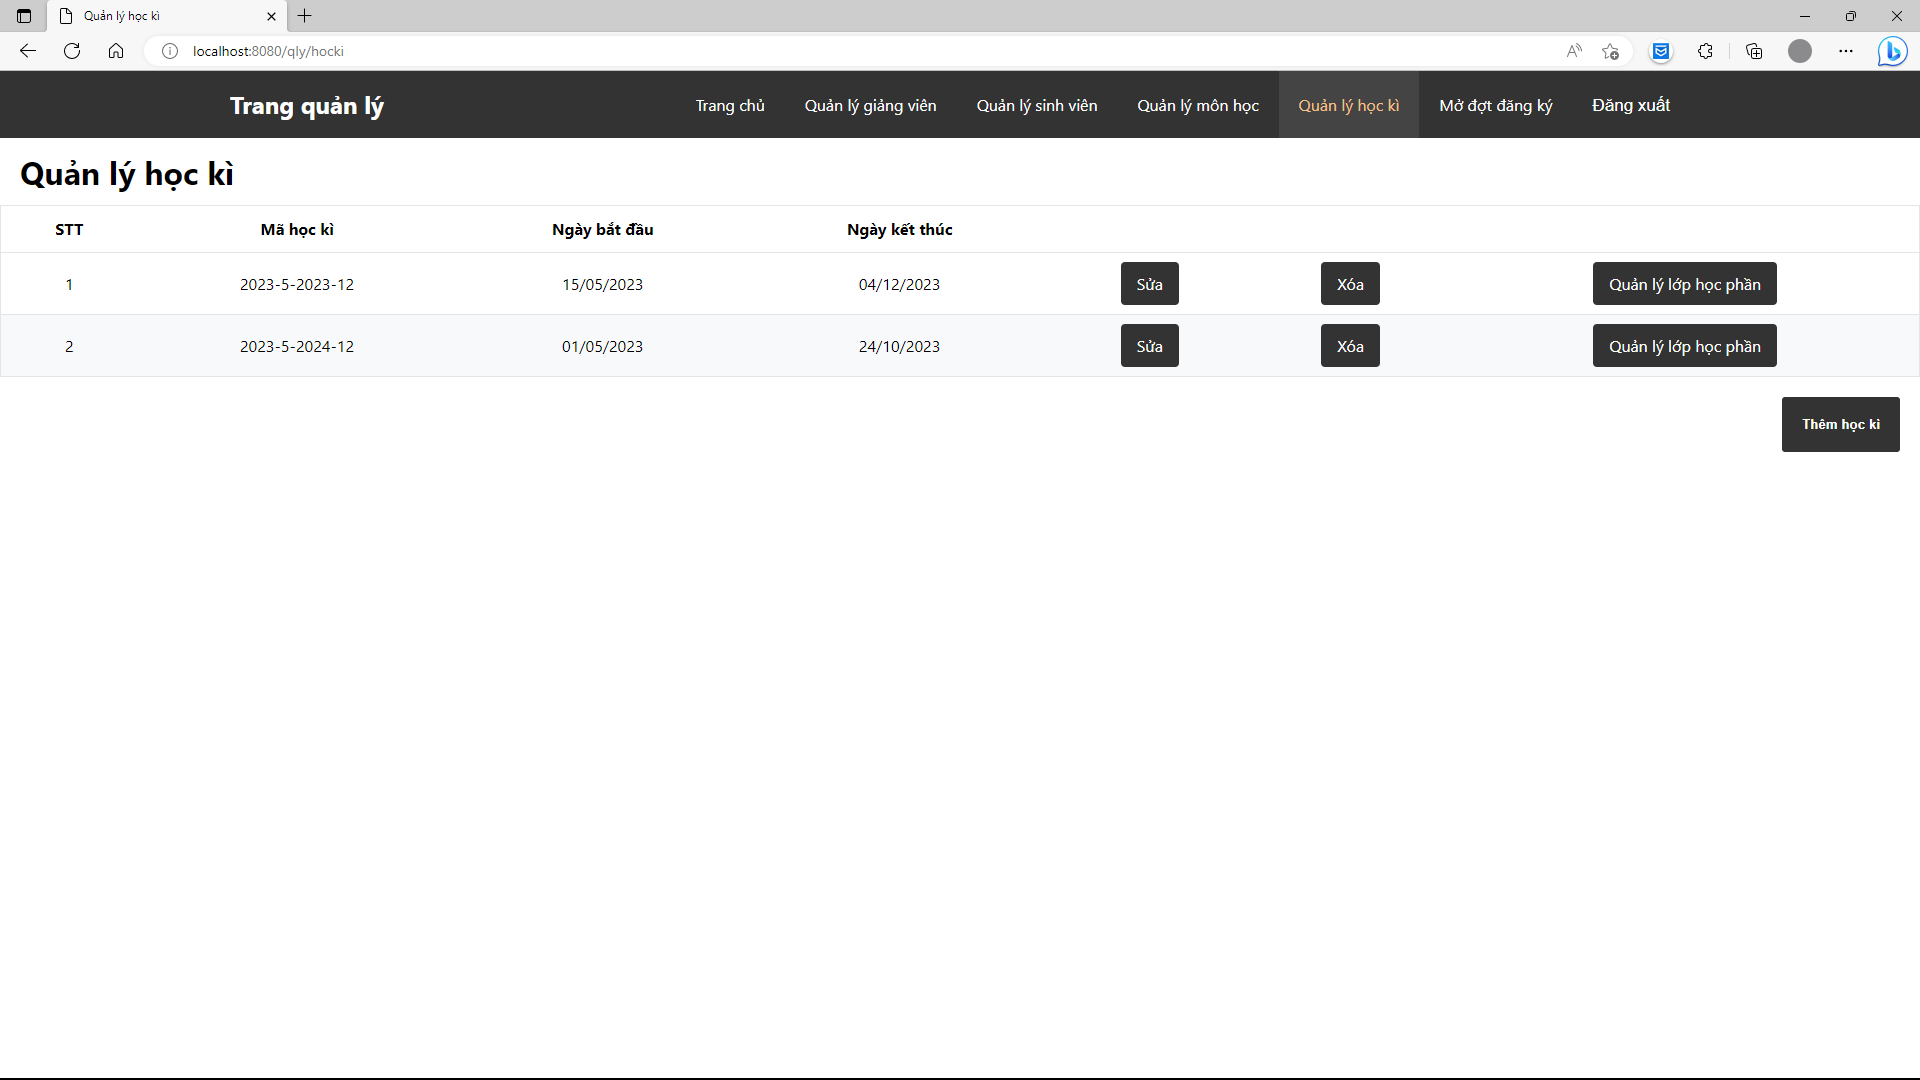 Quản lý học kì
localhost:8080/qly/hocki
Trang quản lý
Trang chủ
Quản lý giảng viên
Quản lý sinh viên
Quản lý môn học
Quản lý học kì
Mở đợt đăng ký
Đăng xuất
Quản lý học kì
STT Mã học kì Ngày bắt đầu Ngày kết thúc
1 2023-5-2023-12 15/05/2023 04/12/2023 Sửa Xóa Quản lý lớp học phần
2 2023-5-2024-12 01/05/2023 24/10/2023 Sửa Xóa Quản lý lớp học phần
Thêm học kì